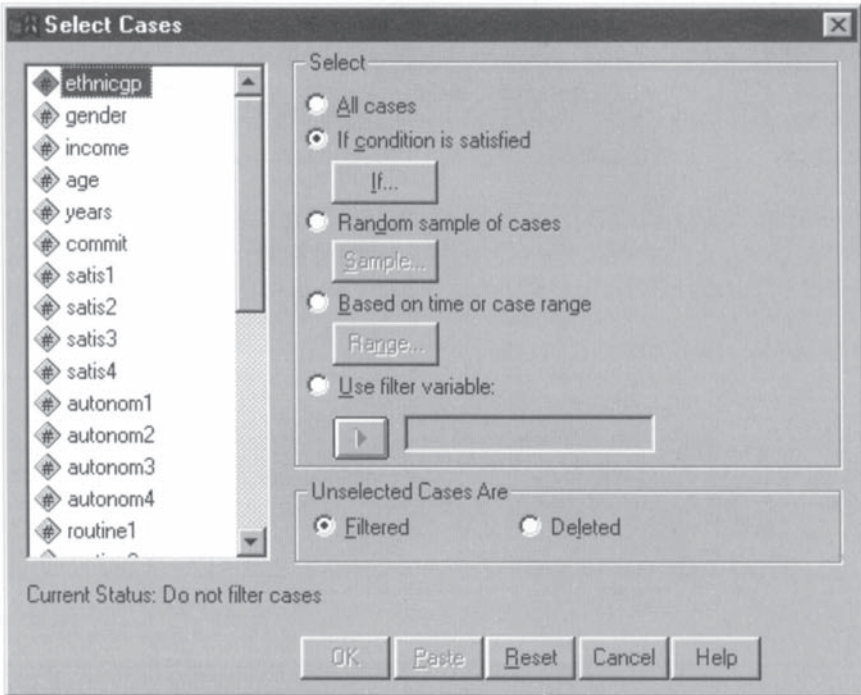 Select Cases
ethnicgp
gender
income
age
years
commit
satis1
satis2
satis3
satis4
autonom1
autonom2
autonom3
autonom4
routine1
Select
All cases
If condition is satisfied
If...
Random sample of cases
Sample...
Based on time or case range
Range...
Use filter variable:
Unselected Cases Are
Filtered
Deleted
Current Status: Do not filter cases
OK
Paste
Reset
Cancel
Help